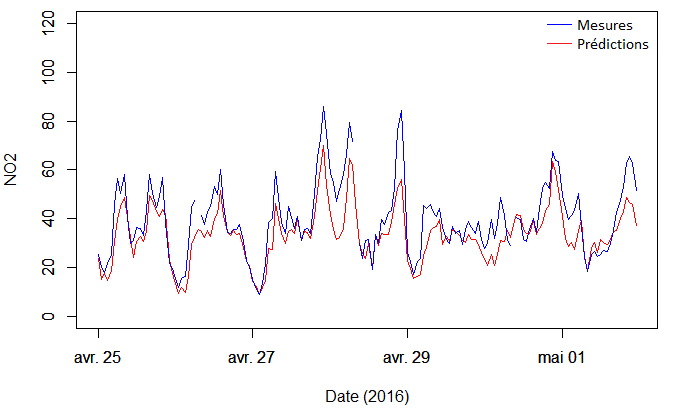 Mesures
Prédictions
120
100
80
60
40
20
0
NO2
avr. 25 avr. 27 avr. 29 mai 01
Date (2016)